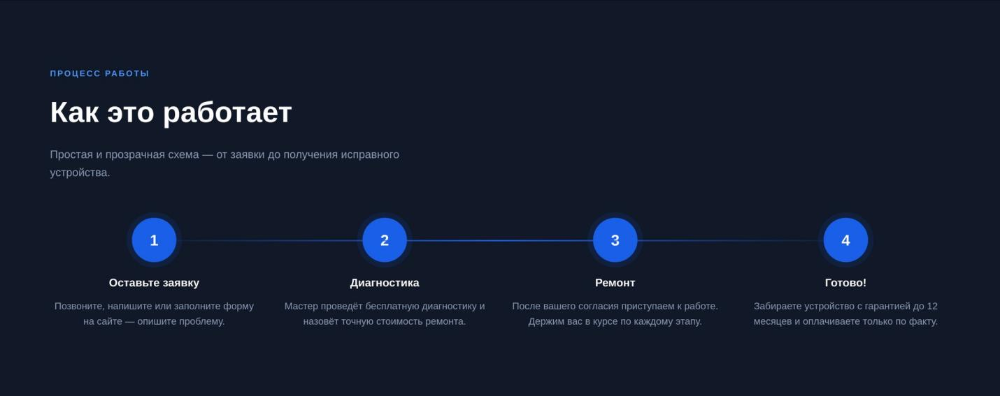 ПРОЦЕСС РАБОТЫ
Как это работает
Простая и прозрачная схема — от заявки до получения исправного
устройства.
1
Оставьте заявку
Позвоните, напишите или заполните форму
на сайте — опишите проблему.
2
Диагностика
Мастер проведёт бесплатную диагностику и
назовёт точную стоимость ремонта.
3
Ремонт
После вашего согласия приступаем к работе.
Держим вас в курсе по каждому этапу.
4
Готово!
Забираете устройство с гарантией до 12
месяцев и оплачиваете только по факту.